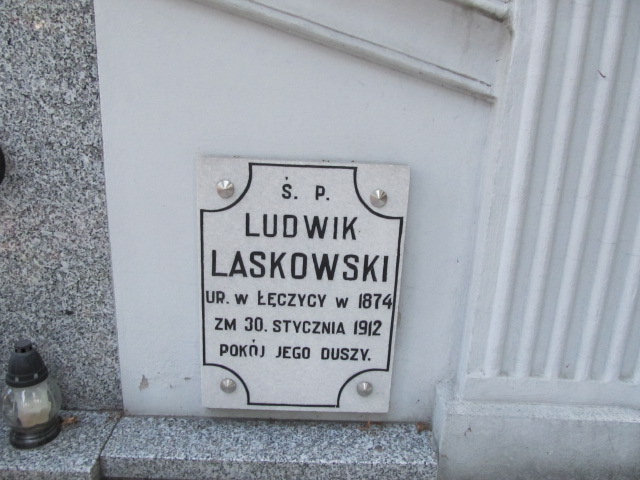 Ś. P.
LUDWIK
LASKOWSKI
UR. W ŁĘCZYCY W 1874
ZM 30. STYCZNIA 1912
POKÓJ JEGO DUSZY.